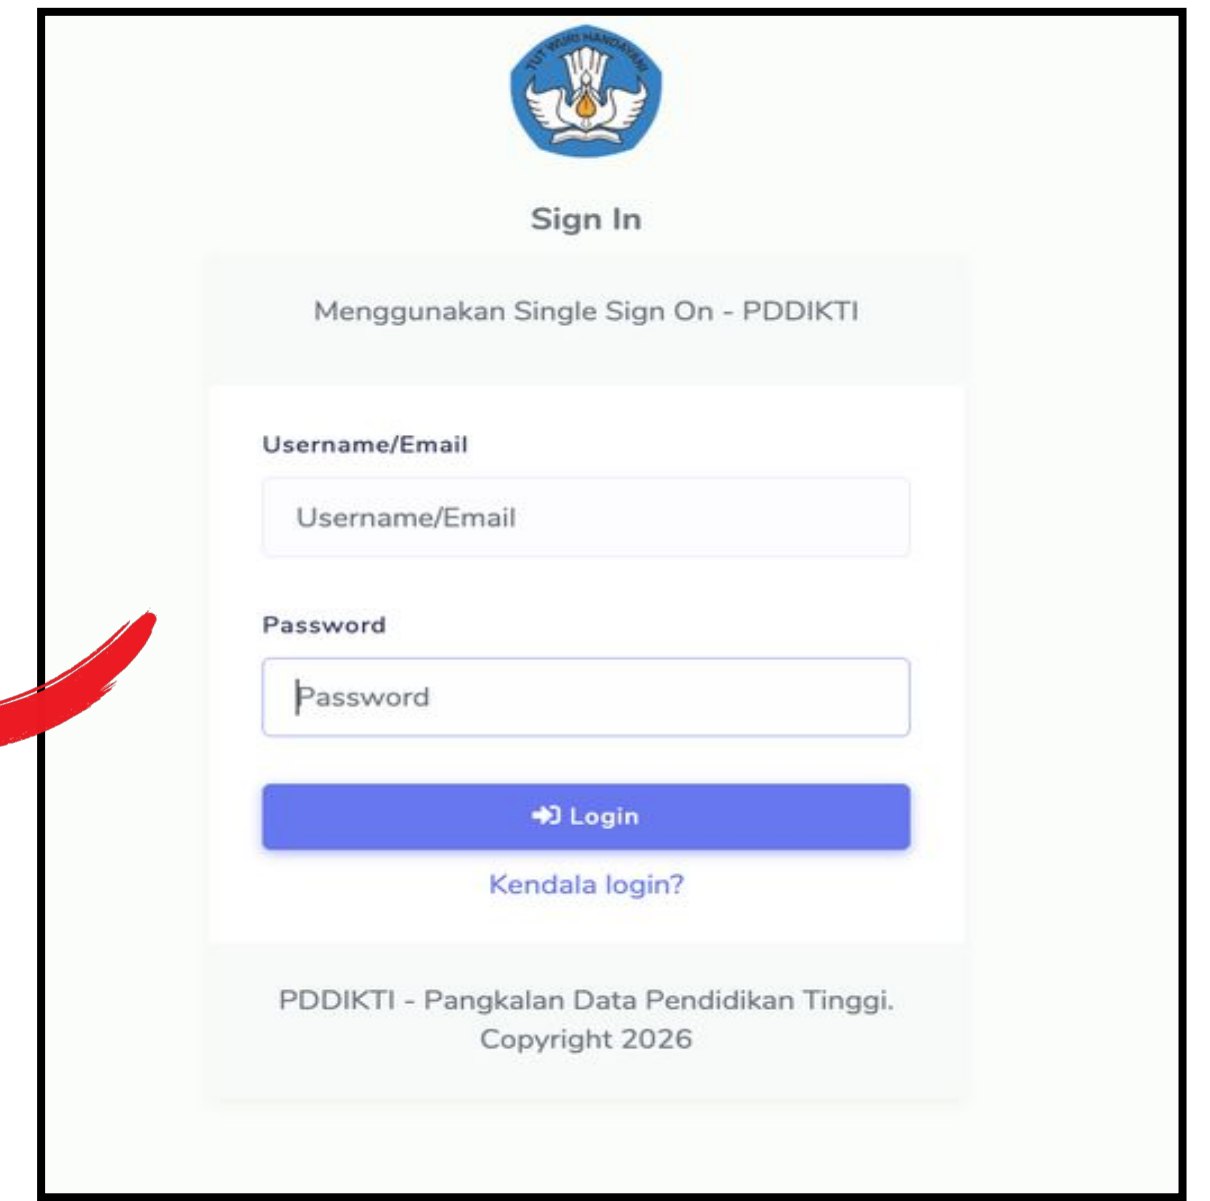 TUT WURI HANDAYANI
Sign In
Menggunakan Single Sign On - PDDIKTI
Username/Email
Username/Email
Password
Password
Login
Kendala login?
PDDIKTI - Pangkalan Data Pendidikan Tinggi.
Copyright 2026